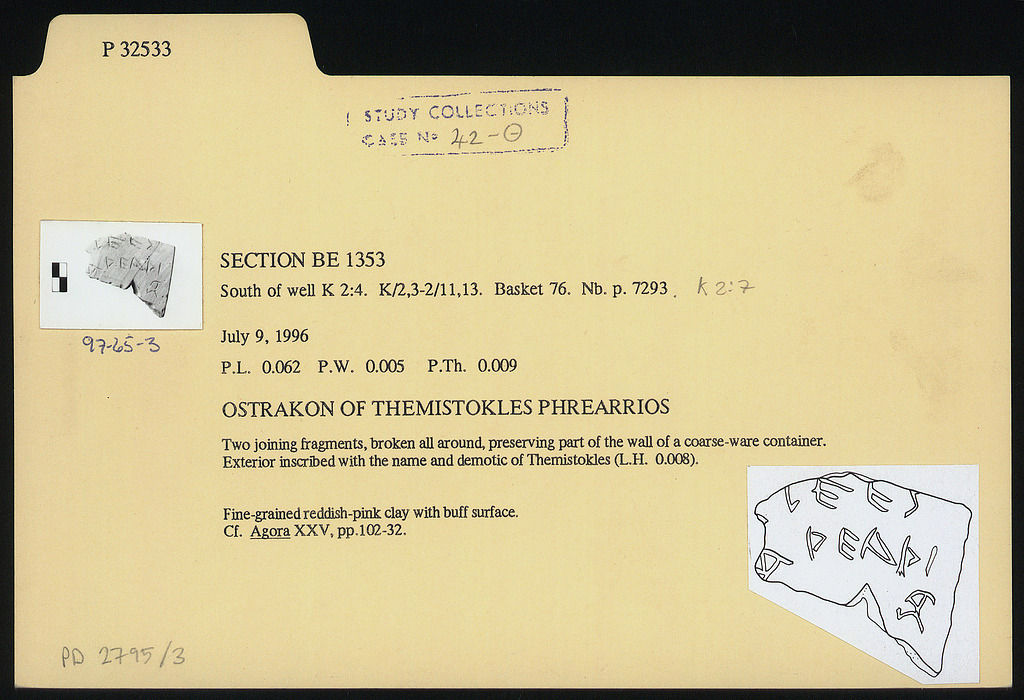 P 32533
STUDY COLLECTIONS
CASE No 42-Θ
SECTION BE 1353
South of well K 2:4. K/2,3-2/11,13. Basket 76. Nb. p. 7293. K 2:7
97-65-3
July 9, 1996
P.L. 0.062 P.W. 0.005 P.Th. 0.009
OSTRAKON OF THEMISTOKLES PHREARRIOS
Two joining fragments, broken all around, preserving part of the wall of a coarse-ware container.
Exterior inscribed with the name and demotic of Themistokles (L.H. 0.008).
Fine-grained reddish-pink clay with buff surface.
Cf. Agora XXV, pp.102-32.
PD 2795/3